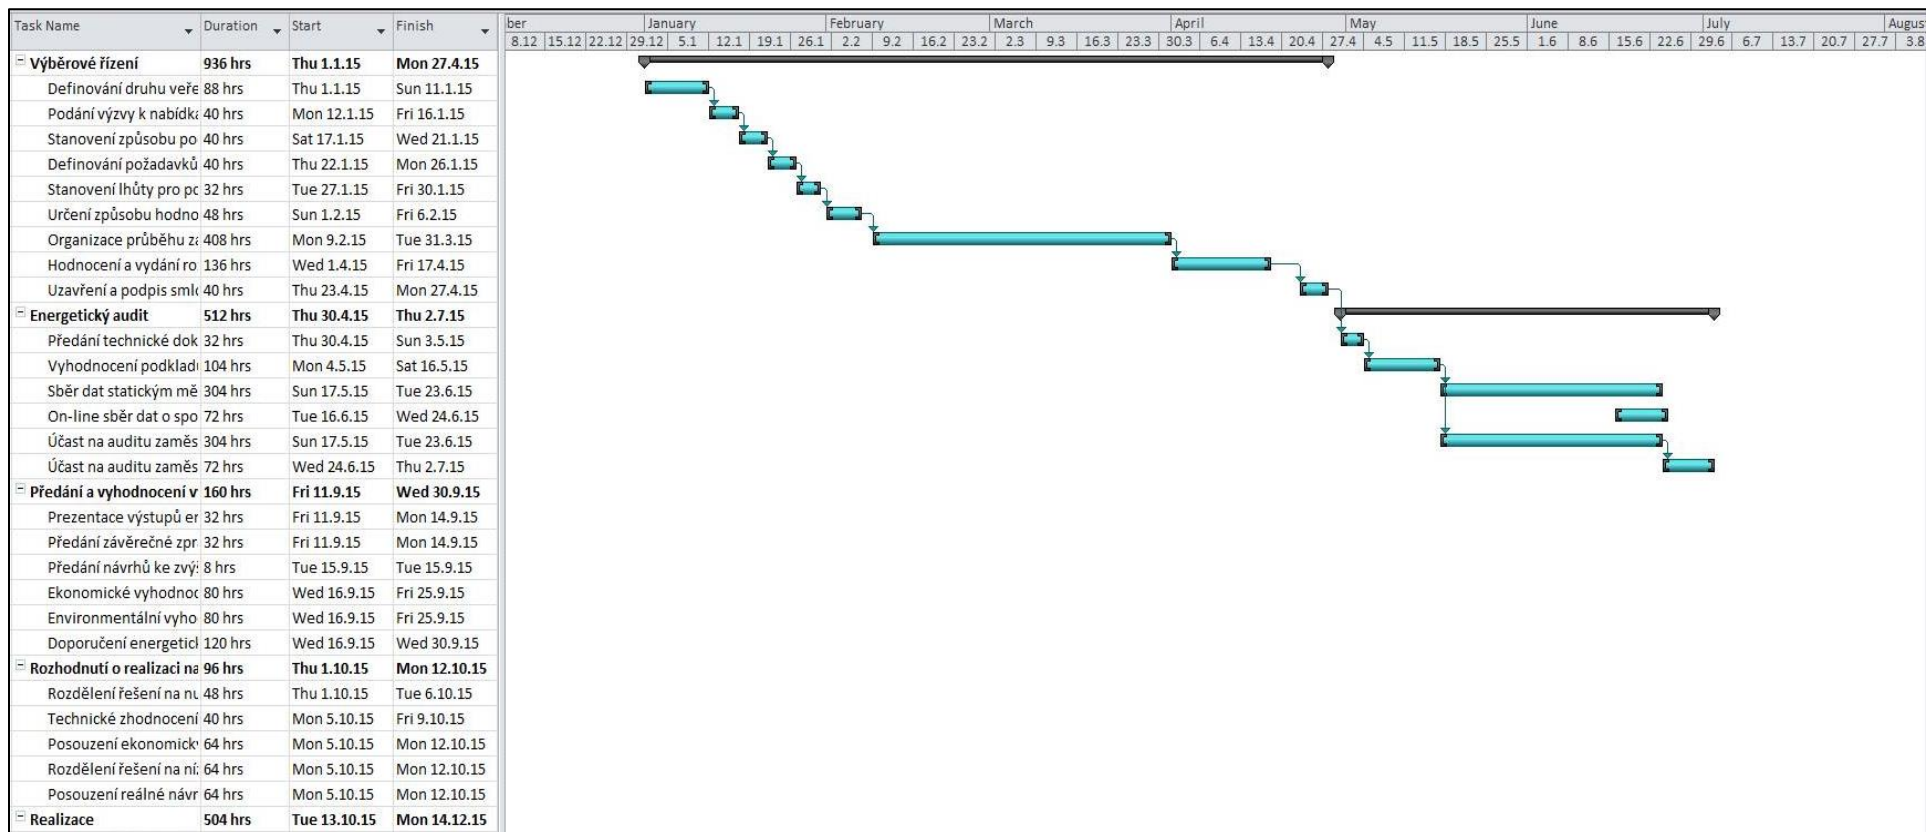 Task Name Duration Start Finish
ber January February March April May June July Augus
8.12 15.12 22.12 29.12 5.1 12.1 19.1 26.1 2.2 9.2 16.2 23.2 2.3 9.3 16.3 23.3 30.3 6.4 13.4 20.4 27.4 4.5 11.5 18.5 25.5 1.6 8.6 15.6 22.6 29.6 6.7 13.7 20.7 27.7 3.8
Výběrové řízení 936 hrs Thu 1.1.15 Mon 27.4.15
Definování druhu veře 88 hrs Thu 1.1.15 Sun 11.1.15
Podání výzvy k nabídka 40 hrs Mon 12.1.15 Fri 16.1.15
Stanovení způsobu po 40 hrs Sat 17.1.15 Wed 21.1.15
Definování požadavků 40 hrs Thu 22.1.15 Mon 26.1.15
Stanovení lhůty pro po 32 hrs Tue 27.1.15 Fri 30.1.15
Určení způsobu hodno 48 hrs Sun 1.2.15 Fri 6.2.15
Organizace průběhu za 408 hrs Mon 9.2.15 Tue 31.3.15
Hodnocení a vydání ro 136 hrs Wed 1.4.15 Fri 17.4.15
Uzavření a podpis smlo 40 hrs Thu 23.4.15 Mon 27.4.15
Energetický audit 512 hrs Thu 30.4.15 Thu 2.7.15
Předání technické dok 32 hrs Thu 30.4.15 Sun 3.5.15
Vyhodnocení podkladů 104 hrs Mon 4.5.15 Sat 16.5.15
Sběr dat statickým mě 304 hrs Sun 17.5.15 Tue 23.6.15
On-line sběr dat o spo 72 hrs Tue 16.6.15 Wed 24.6.15
Účast na auditu zaměs 304 hrs Sun 17.5.15 Tue 23.6.15
Účast na auditu zaměs 72 hrs Wed 24.6.15 Thu 2.7.15
Předání a vyhodnocení v 160 hrs Fri 11.9.15 Wed 30.9.15
Prezentace výstupů en 32 hrs Fri 11.9.15 Mon 14.9.15
Předání závěrečné zpr 32 hrs Fri 11.9.15 Mon 14.9.15
Předání návrhů ke zvýš 8 hrs Tue 15.9.15 Tue 15.9.15
Ekonomické vyhodnoc 80 hrs Wed 16.9.15 Fri 25.9.15
Environmentální vyho 80 hrs Wed 16.9.15 Fri 25.9.15
Doporučení energetick 120 hrs Wed 16.9.15 Wed 30.9.15
Rozhodnutí o realizaci na 96 hrs Thu 1.10.15 Mon 12.10.15
Rozdělení řešení na nu 48 hrs Thu 1.10.15 Tue 6.10.15
Technické zhodnocení 40 hrs Mon 5.10.15 Fri 9.10.15
Posouzení ekonomick 64 hrs Mon 5.10.15 Mon 12.10.15
Rozdělení řešení na níz 64 hrs Mon 5.10.15 Mon 12.10.15
Posouzení reálné návr 64 hrs Mon 5.10.15 Mon 12.10.15
Realizace 504 hrs Tue 13.10.15 Mon 14.12.15